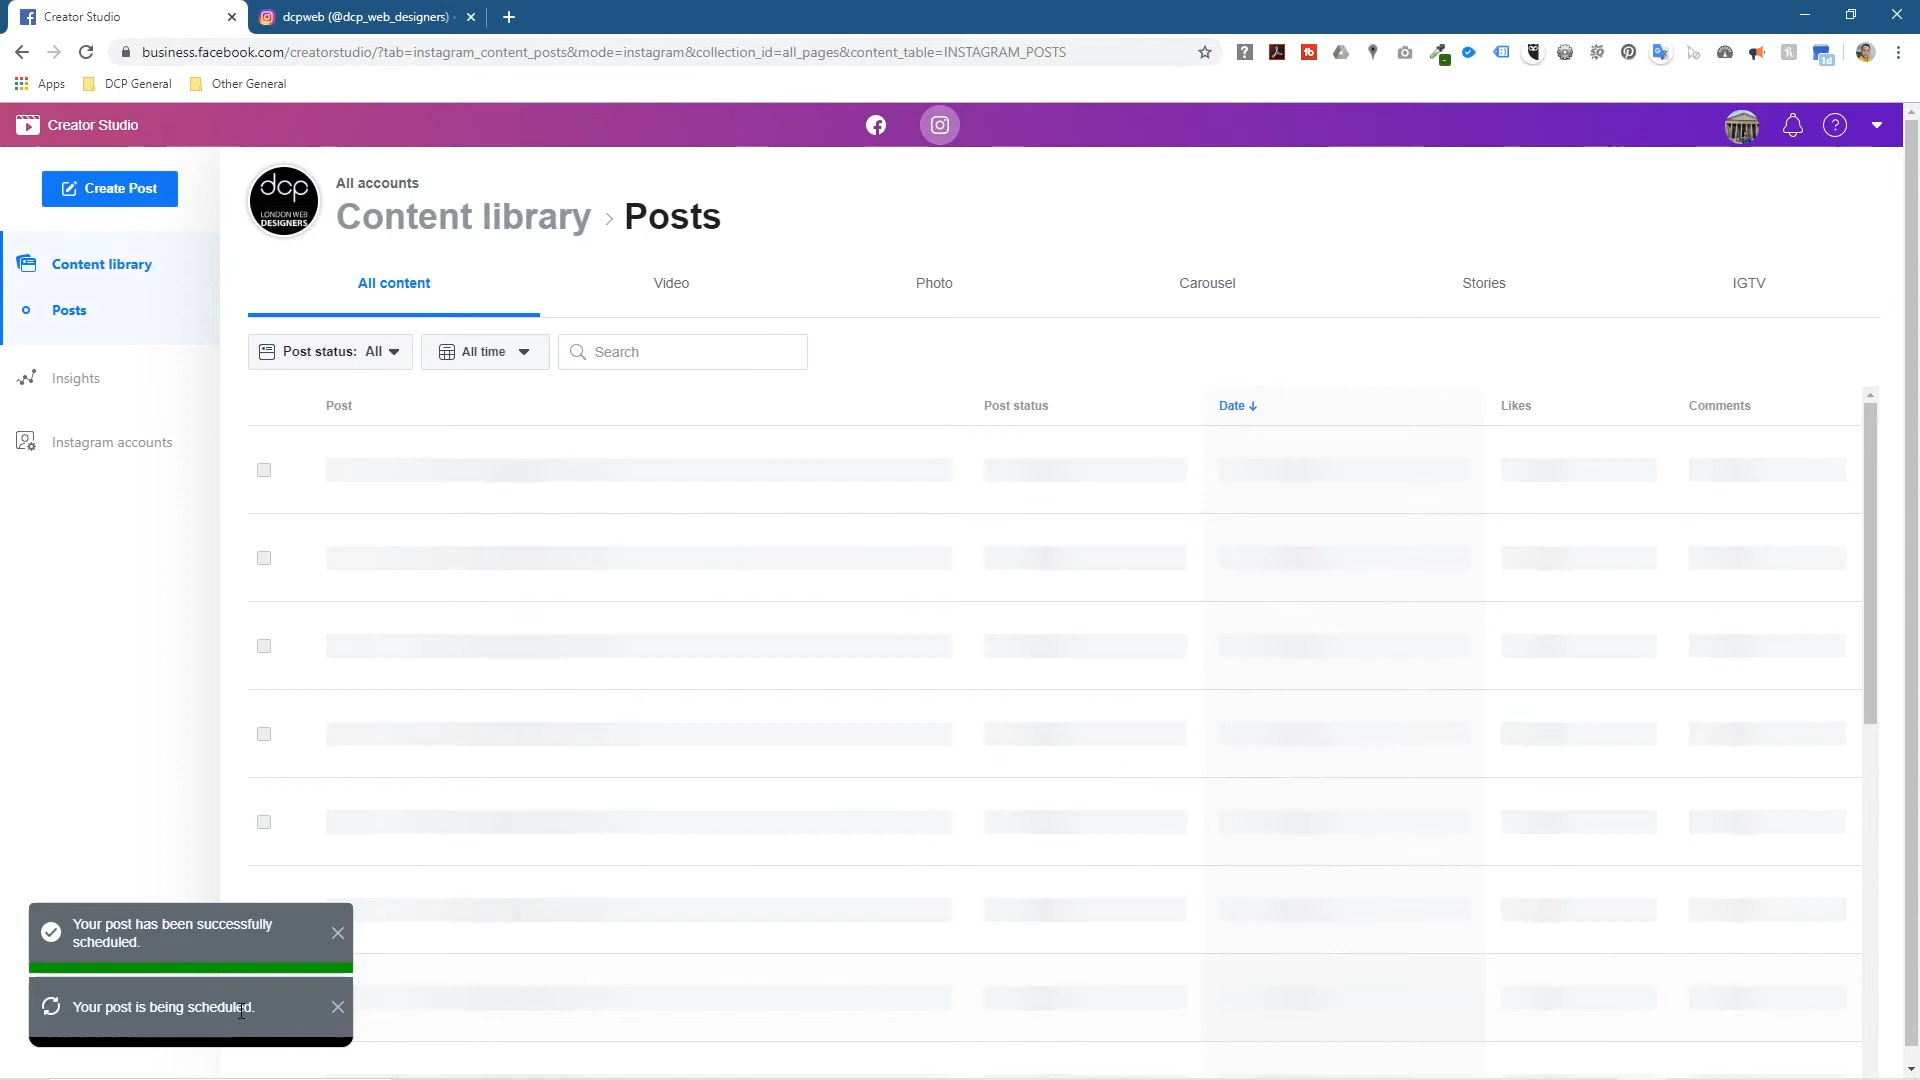 Creator Studio
dcpweb (@dcp_web_designers) ·
business.facebook.com/creatorstudio/?tab=instagram_content_posts&mode=instagram&collection_id=all_pages&content_table=INSTAGRAM_POSTS
Apps
DCP General
Other General
Creator Studio
Create Post
Content library
Posts
Insights
Instagram accounts
dcp
LONDON WEB
DESIGNERS
All accounts
Content library > Posts
All content
Video
Photo
Carousel
Stories
IGTV
Post status: All
All time
Search
Post
Post status
Date ↓
Likes
Comments
Your post has been successfully
scheduled.
Your post is being scheduled.
1d